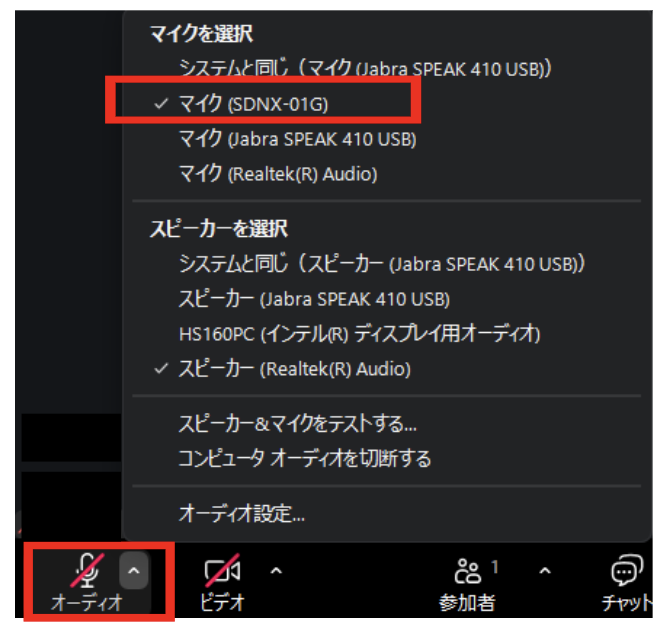 マイクを選択
システムと同じ（マイク (Jabra SPEAK 410 USB)）
マイク (SDNX-01G)
マイク (Jabra SPEAK 410 USB)
マイク (Realtek(R) Audio)
スピーカーを選択
システムと同じ（スピーカー (Jabra SPEAK 410 USB)）
スピーカー (Jabra SPEAK 410 USB)
HS160PC (インテル(R) ディスプレイ用オーディオ)
スピーカー (Realtek(R) Audio)
スピーカー&マイクをテストする...
コンピュータ オーディオを切断する
オーディオ設定...
1
オーディオ ビデオ 参加者 チャット